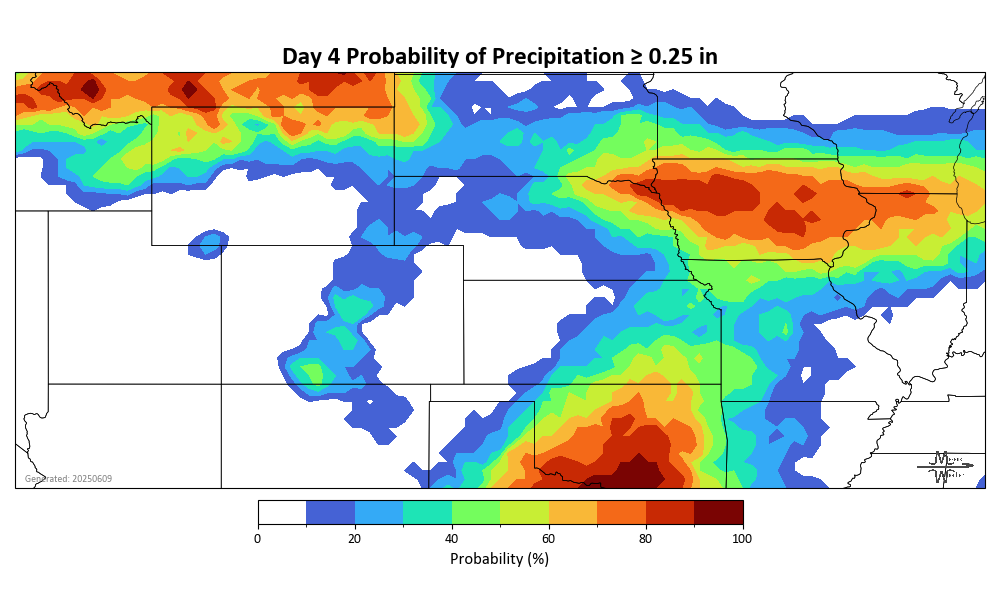 Day 4 Probability of Precipitation ≥ 0.25 in
Generated: 20250609
0 20 40 60 80 100
Probability (%)